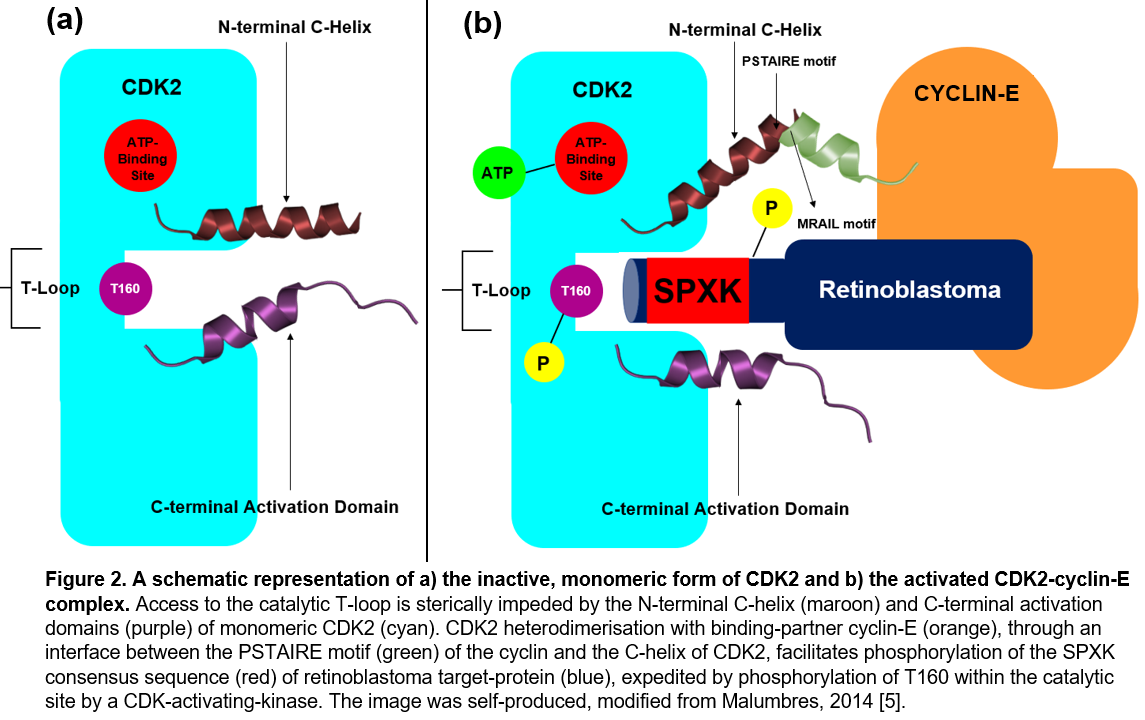 (a)
N-terminal C-Helix
CDK2
ATP-
Binding
Site
T-Loop
T160
C-terminal Activation Domain
(b)
N-terminal C-Helix
PSTAIRE motif
CDK2
CYCLIN-E
ATP
ATP-
Binding
Site
P
MRAIL motif
T-Loop
T160
SPXK
Retinoblastoma
P
C-terminal Activation Domain
Figure 2. A schematic representation of a) the inactive, monomeric form of CDK2 and b) the activated CDK2-cyclin-E
complex. Access to the catalytic T-loop is sterically impeded by the N-terminal C-helix (maroon) and C-terminal activation
domains (purple) of monomeric CDK2 (cyan). CDK2 heterodimerisation with binding-partner cyclin-E (orange), through an
interface between the PSTAIRE motif (green) of the cyclin and the C-helix of CDK2, facilitates phosphorylation of the SPXK
consensus sequence (red) of retinoblastoma target-protein (blue), expedited by phosphorylation of T160 within the catalytic
site by a CDK-activating-kinase. The image was self-produced, modified from Malumbres, 2014 [5].